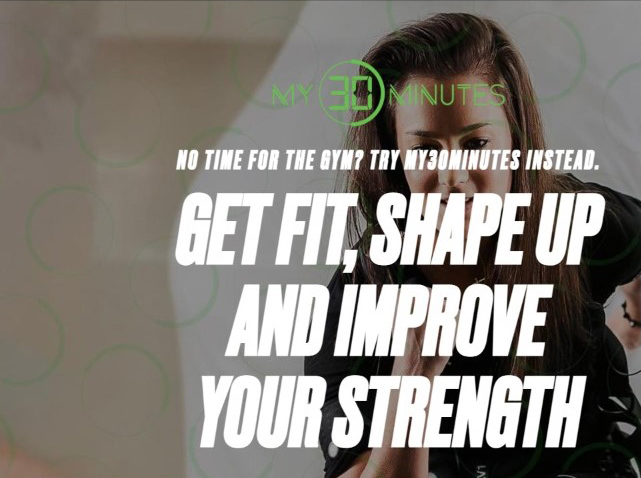 MY 30 MINUTES
NO TIME FOR THE GYM? TRY MY30MINUTES INSTEAD.
GET FIT, SHAPE UP
AND IMPROVE
YOUR STRENGTH